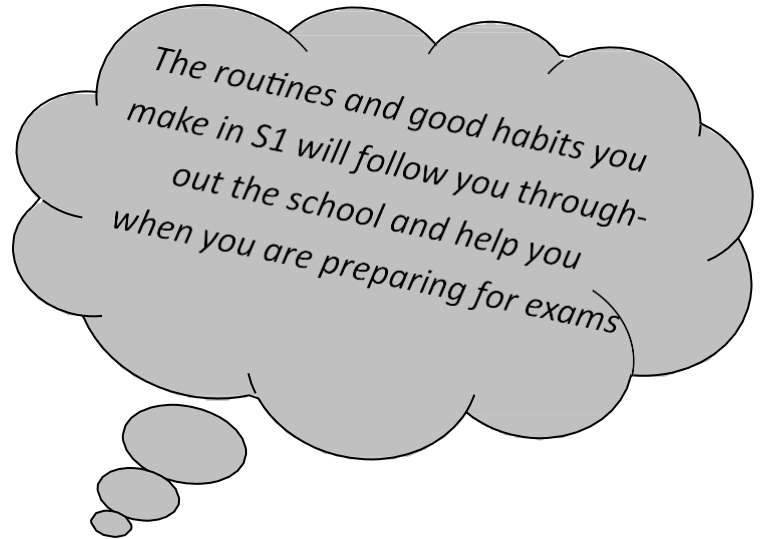 The routines and good habits you
make in S1 will follow you through-
out the school and help you
when you are preparing for exams